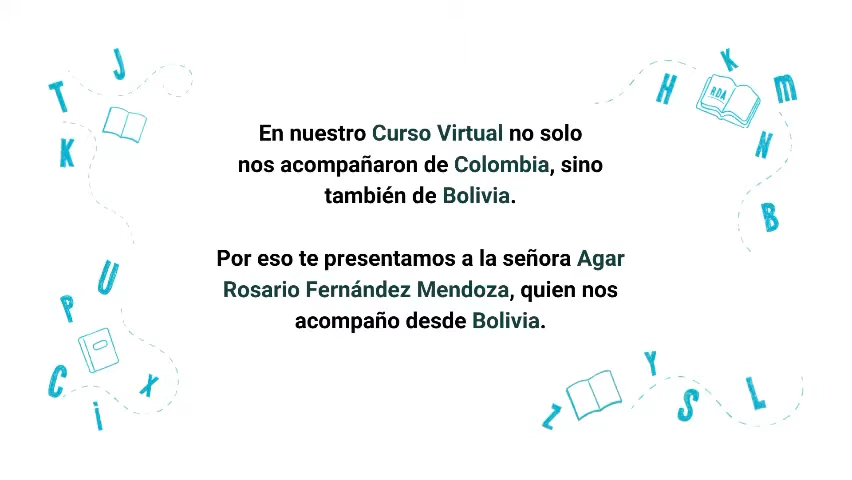 J
T
K
K
H
RDA
m
N
B
En nuestro Curso Virtual no solo
nos acompañaron de Colombia, sino
también de Bolivia.
Por eso te presentamos a la señora Agar
Rosario Fernández Mendoza, quien nos
acompaño desde Bolivia.
U
P
C
i
X
Y
Z
S
L